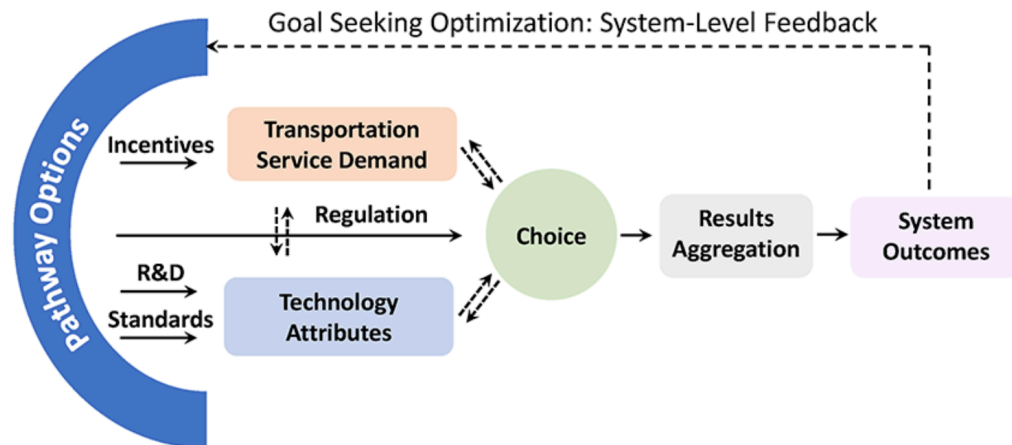 Goal Seeking Optimization: System-Level Feedback
Pathway Options
Incentives
Transportation
Service Demand
Regulation
R&D
Standards
Technology
Attributes
Choice
Results
Aggregation
System
Outcomes